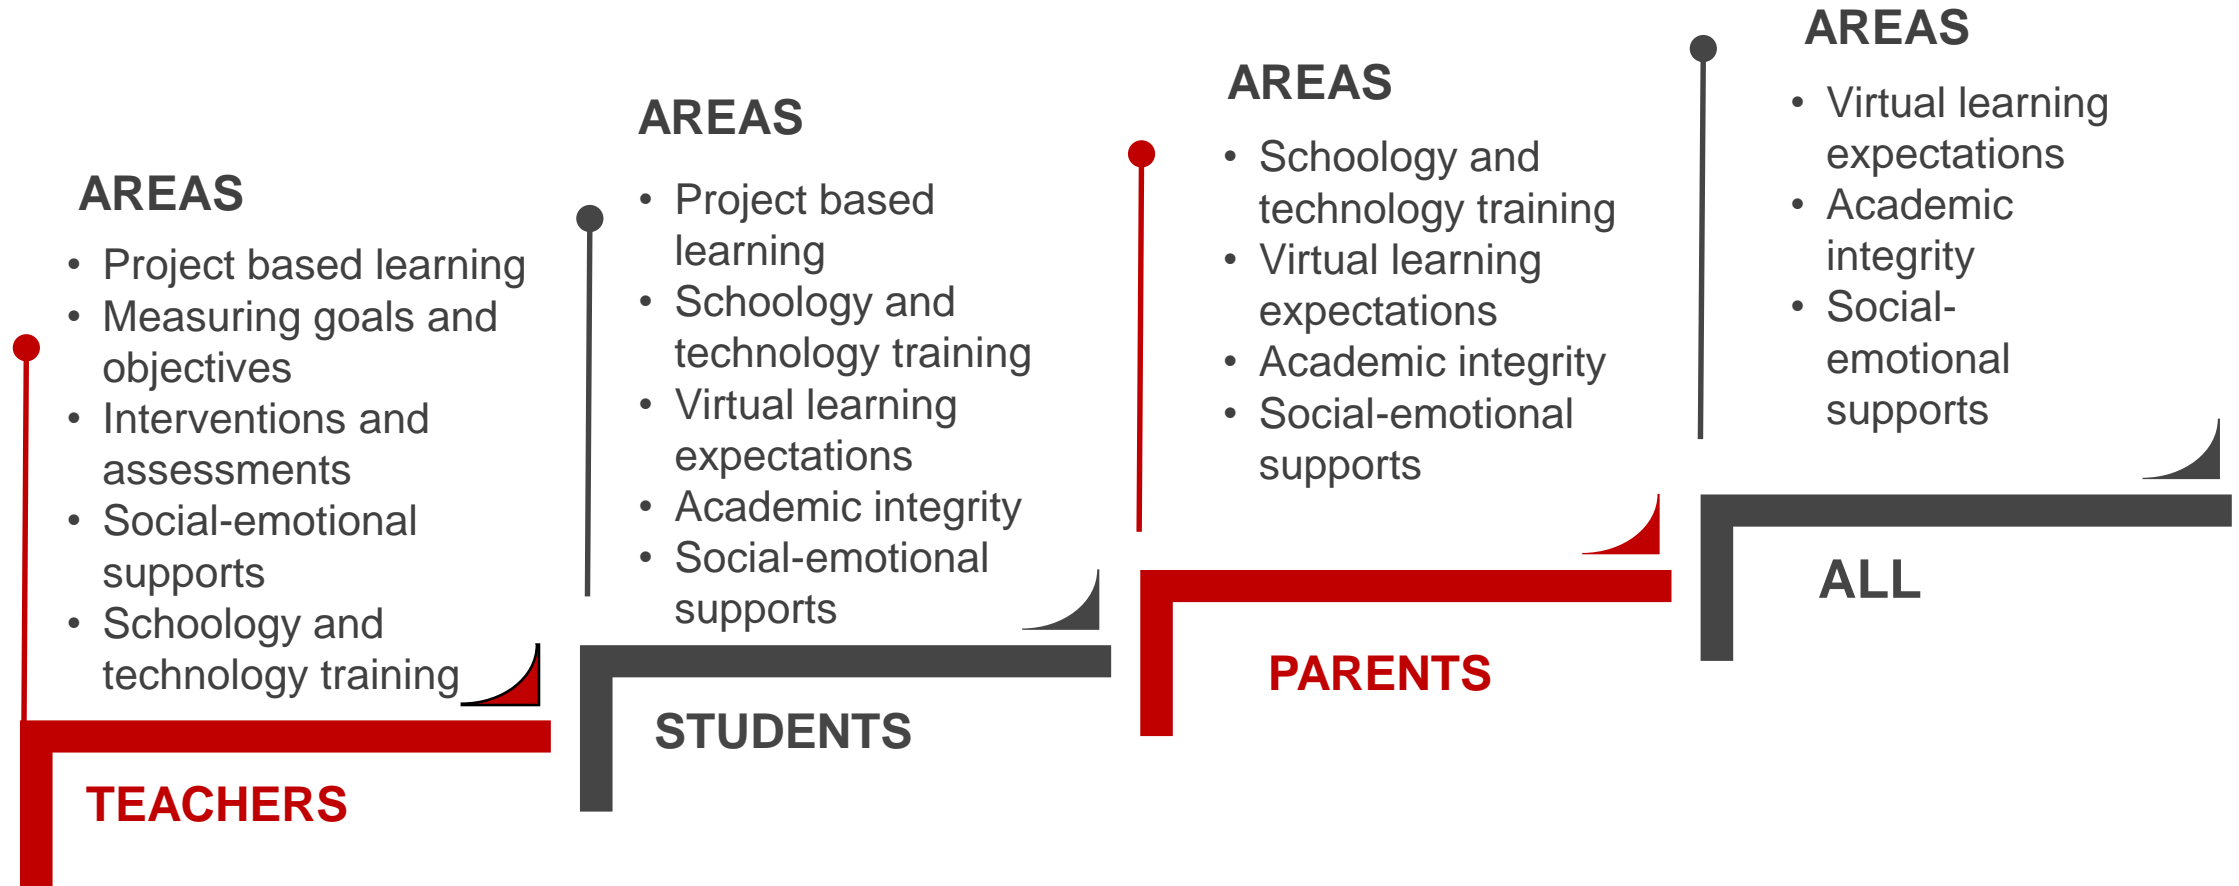 AREAS
• Project based learning
• Measuring goals and
objectives
• Interventions and
assessments
• Social-emotional
supports
• Schoology and
technology training
TEACHERS
AREAS
• Project based
learning
• Schoology and
technology training
• Virtual learning
expectations
• Academic integrity
• Social-emotional
supports
STUDENTS
AREAS
• Schoology and
technology training
• Virtual learning
expectations
• Academic integrity
• Social-emotional
supports
PARENTS
AREAS
• Virtual learning
expectations
• Academic
integrity
• Social-
emotional
supports
ALL